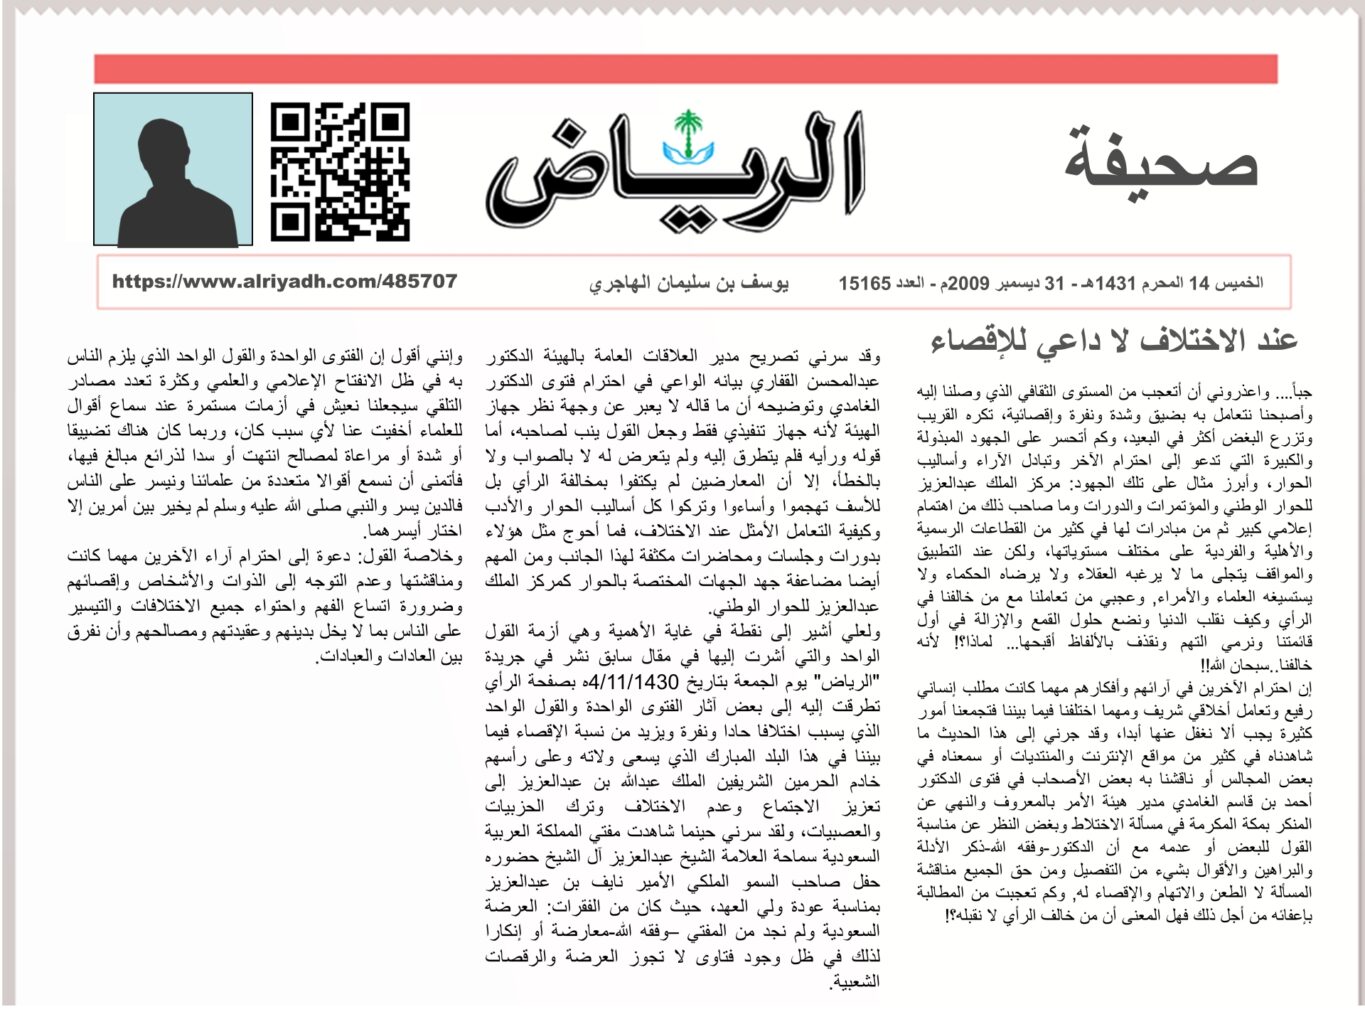 صحيفة
الرياض
الخميس 14 المحرم 1431هـ - 31 ديسمبر 2009م - العدد 15165
يوسف بن سليمان الهاجري
https://www.alriyadh.com/485707
عند الاختلاف لا داعي للإقصاء
جبأ.... واعذروني أن أتعجب من المستوى الثقافي الذي وصلنا إليه
وأصبحنا نتعامل به بضيق وشدة ونفرة وإقصائية، تكره القريب
وتزرع البغض أكثر في البعيد، وكم أتحسر على الجهود المبذولة
والكبيرة التي تدعو إلى احترام الآخر وتبادل الآراء وأساليب
الحوار، وأبرز مثال على تلك الجهود: مركز الملك عبدالعزيز
للحوار الوطني والمؤتمرات والدورات وما صاحب ذلك من اهتمام
إعلامي كبير ثم من مبادرات لها في كثير من القطاعات الرسمية
والأهلية والفردية على مختلف مستوياتها، ولكن عند التطبيق
والمواقف يتجلى ما لا يرغبه العقلاء ولا يرضاه الحكماء ولا
يستسيغه العلماء والأمراء, وعجبي من تعاملنا مع من خالفنا في
الرأي وكيف نقلب الدنيا ونضع حلول القمع والإزالة في أول
قائمتنا ونرمي التهم ونقذف بالألفاظ أقبحها... لماذا؟! لأنه
خالفنا..سبحان الله!!
إن احترام الآخرين في آرائهم وأفكارهم مهما كانت مطلب إنساني
رفيع وتعامل أخلاقي شريف ومهما اختلفنا فيما بيننا فتجمعنا أمور
كثيرة يجب ألا نغفل عنها أبدا، وقد جرني إلى هذا الحديث ما
شاهدناه في كثير من مواقع الإنترنت والمنتديات أو سمعناه في
بعض المجالس أو ناقشنا به بعض الأصحاب في فتوى الدكتور
أحمد بن قاسم الغامدي مدير هيئة الأمر بالمعروف والنهي عن
المنكر بمكة المكرمة في مسألة الاختلاط وبغض النظر عن مناسبة
القول للبعض أو عدمه مع أن الدكتور-وفقه الله-ذكر الأدلة
والبراهين والأقوال بشيء من التفصيل ومن حق الجميع مناقشة
المسألة لا الطعن والاتهام والإقصاء له, وكم تعجبت من المطالبة
بإعفائه من أجل ذلك فهل المعنى أن من خالف الرأي لا نقبله؟!
وقد سرني تصريح مدير العلاقات العامة بالهيئة الدكتور
عبدالمحسن القفاري بيانه الواعي في احترام فتوى الدكتور
الغامدي وتوضيحه أن ما قاله لا يعبر عن وجهة نظر جهاز
الهيئة لأنه جهاز تنفيذي فقط وجعل القول ينب لصاحبه، أما
قوله ورأيه فلم يتطرق إليه ولم يتعرض له لا بالصواب ولا
بالخطأ، إلا أن المعارضين لم يكتفوا بمخالفة الرأي بل
للأسف تهجموا وأساءوا وتركوا كل أساليب الحوار والأدب
وكيفية التعامل الأمثل عند الاختلاف، فما أحوج مثل هؤلاء
بدورات وجلسات ومحاضرات مكثفة لهذا الجانب ومن المهم
أيضا مضاعفة جهد الجهات المختصة بالحوار كمركز الملك
عبدالعزيز للحوار الوطني.
ولعلي أشير إلى نقطة في غاية الأهمية وهي أزمة القول
الواحد والتي أشرت إليها في مقال سابق نشر في جريدة
"الرياض" يوم الجمعة بتاريخ 4/11/1430ه بصفحة الرأي
تطرقت إليه إلى بعض آثار الفتوى الواحدة والقول الواحد
الذي يسبب اختلافا حادا ونفرة ويزيد من نسبة الإقصاء فيما
بيننا في هذا البلد المبارك الذي يسعى ولاته وعلى رأسهم
خادم الحرمين الشريفين الملك عبدالله بن عبدالعزيز إلى
تعزيز الاجتماع وعدم الاختلاف وترك الحزبيات
والعصبيات، ولقد سرني حينما شاهدت مفتي المملكة العربية
السعودية سماحة العلامة الشيخ عبدالعزيز آل الشيخ حضوره
حفل صاحب السمو الملكي الأمير نايف بن عبدالعزيز
بمناسبة عودة ولي العهد، حيث كان من الفقرات: العرضة
السعودية ولم نجد من المفتي –وفقه الله-معارضة أو إنكارا
لذلك في ظل وجود فتاوى لا تجوز العرضة والرقصات
الشعبية.
وإنني أقول إن الفتوى الواحدة والقول الواحد الذي يلزم الناس
به في ظل الانفتاح الإعلامي والعلمي وكثرة تعدد مصادر
التلقي سيجعلنا نعيش في أزمات مستمرة عند سماع أقوال
للعلماء أخفيت عنا لأي سبب كان، وربما كان هناك تضييقا
أو شدة أو مراعاة لمصالح انتهت أو سدا لذرائع مبالغ فيها،
فأتمنى أن نسمع أقوالا متعددة من علمائنا ونيسر على الناس
فالدين يسر والنبي صلى الله عليه وسلم لم يخير بين أمرين إلا
اختار أيسرهما.
وخلاصة القول: دعوة إلى احترام آراء الآخرين مهما كانت
ومناقشتها وعدم التوجه إلى الذوات والأشخاص وإقصائهم
وضرورة اتساع الفهم واحتواء جميع الاختلافات والتيسير
على الناس بما لا يخل بدينهم وعقيدتهم ومصالحهم وأن نفرق
بين العادات والعبادات.